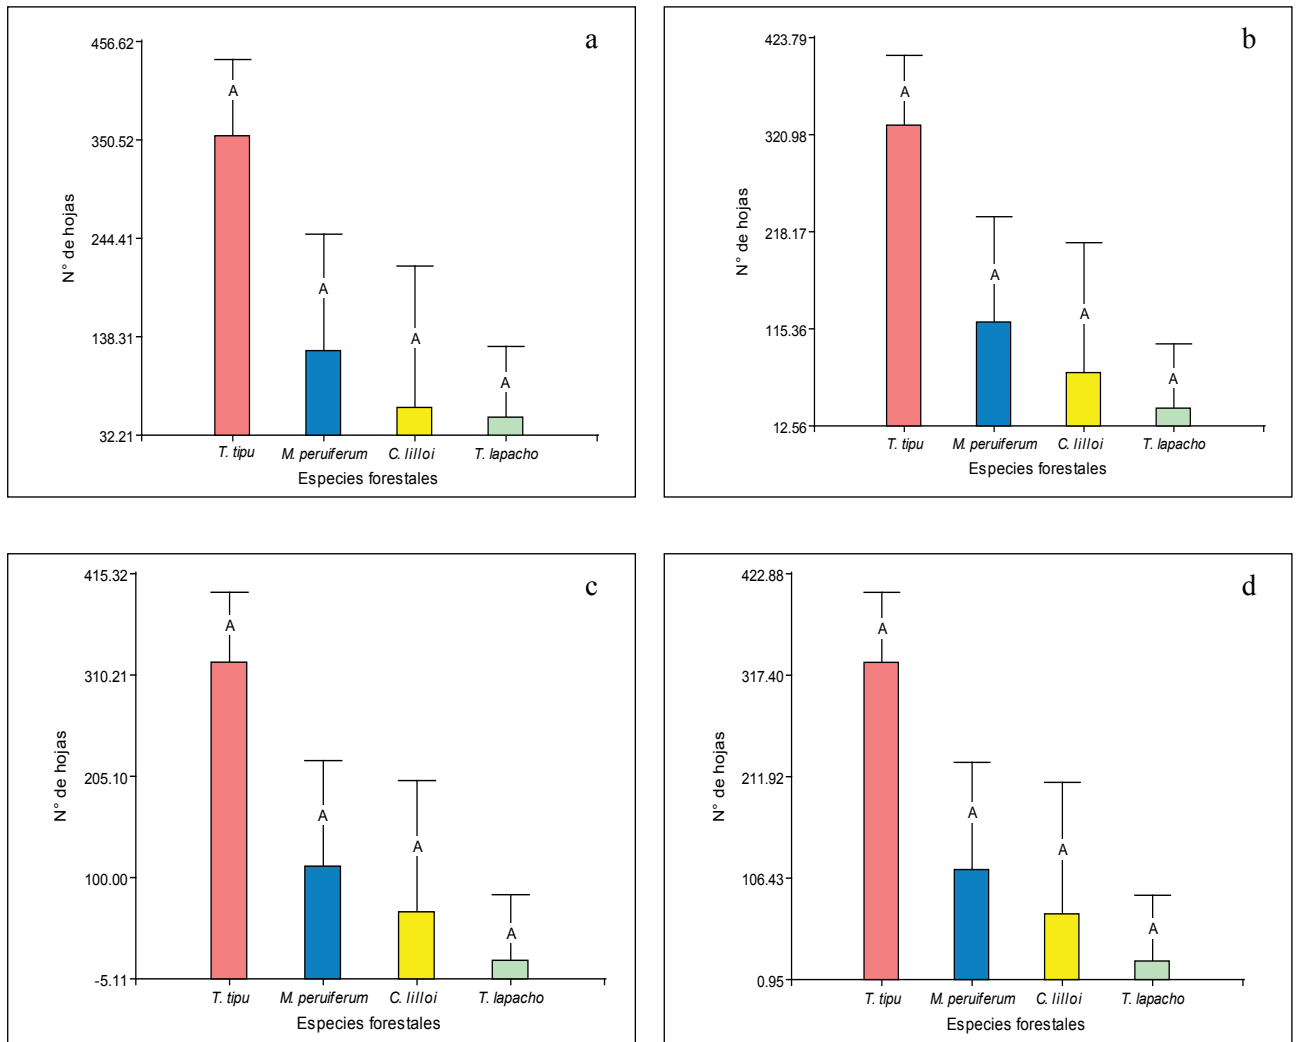 a
456.62
350.52
244.41
138.31
32.21
N° de hojas
A
A
A
A
T. tipu M. peruiferum C. lilloi T. lapacho
Especies forestales
b
423.79
320.98
218.17
115.36
12.56
N° de hojas
A
A
A
A
T. tipu M. peruiferum C. lilloi T. lapacho
Especies forestales
c
415.32
310.21
205.10
100.00
-5.11
N° de hojas
A
A
A
A
T. tipu M. peruiferum C. lilloi T. lapacho
Especies forestales
d
422.88
317.40
211.92
106.43
0.95
N° de hojas
A
A
A
A
T. tipu M. peruiferum C. lilloi T. lapacho
Especies forestales